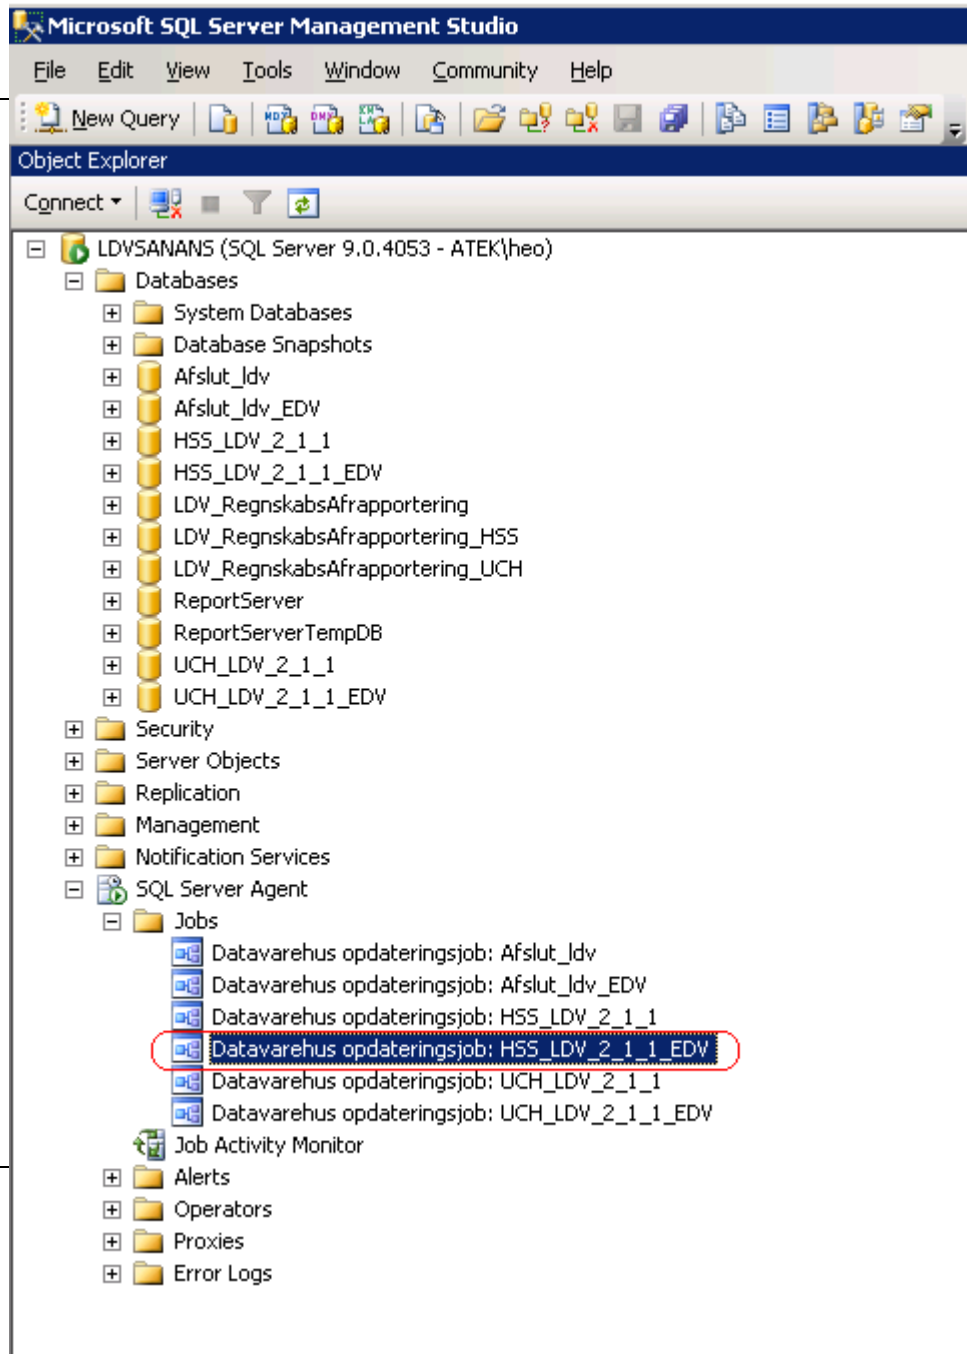 Microsoft SQL Server Management Studio
File Edit View Tools Window Community Help
New Query
Object Explorer
Connect
LDVSANANS (SQL Server 9.0.4053 - ATEK\heo)
Databases
System Databases
Database Snapshots
Afslut_ldv
Afslut_ldv_EDV
HSS_LDV_2_1_1
HSS_LDV_2_1_1_EDV
LDV_RegnskabsAfrapportering
LDV_RegnskabsAfrapportering_HSS
LDV_RegnskabsAfrapportering_UCH
ReportServer
ReportServerTempDB
UCH_LDV_2_1_1
UCH_LDV_2_1_1_EDV
Security
Server Objects
Replication
Management
Notification Services
SQL Server Agent
Jobs
Datavarehus opdateringsjob: Afslut_ldv
Datavarehus opdateringsjob: Afslut_ldv_EDV
Datavarehus opdateringsjob: HSS_LDV_2_1_1
Datavarehus opdateringsjob: HSS_LDV_2_1_1_EDV
Datavarehus opdateringsjob: UCH_LDV_2_1_1
Datavarehus opdateringsjob: UCH_LDV_2_1_1_EDV
Job Activity Monitor
Alerts
Operators
Proxies
Error Logs